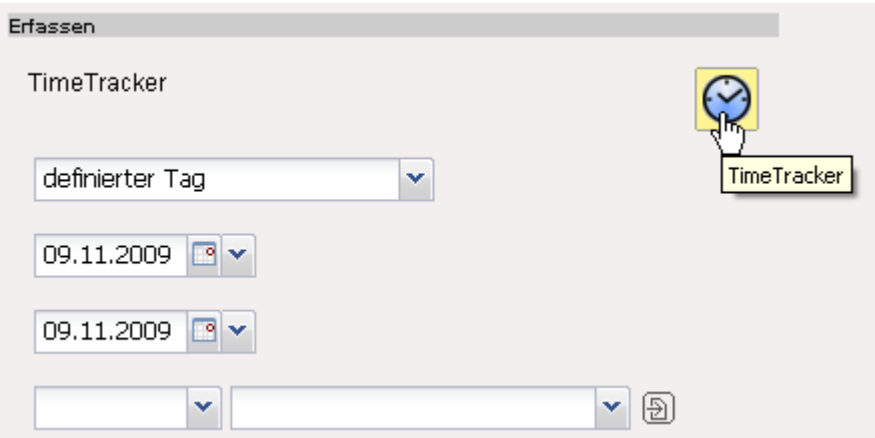 Erfassen
TimeTracker
TimeTracker
definierter Tag
09.11.2009
09.11.2009